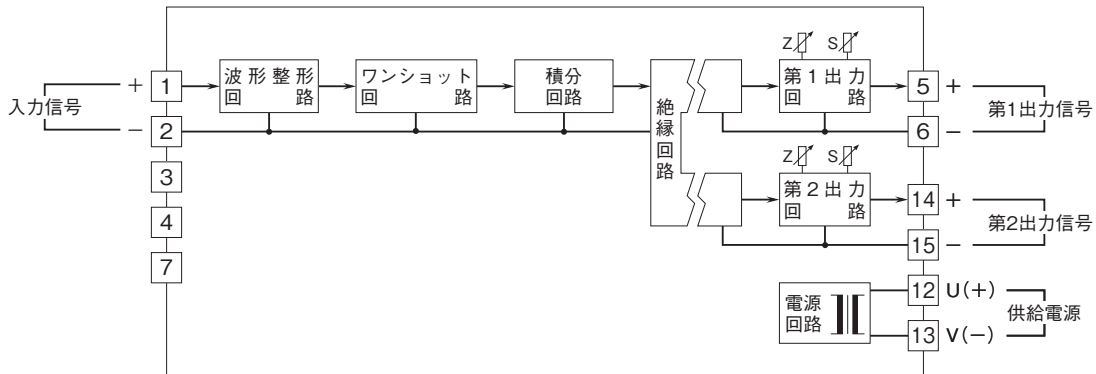 Z S
Z S
波形整形
回路
ワンショット
回路
積分
回路
絶縁回路
第1出力
回路
第2出力
回路
電源
回路
入力信号
+ 1
− 2
3
4
7
5 +
6 −
第1出力信号
14 +
15 −
第2出力信号
12 U(+)
13 V(−)
供給電源